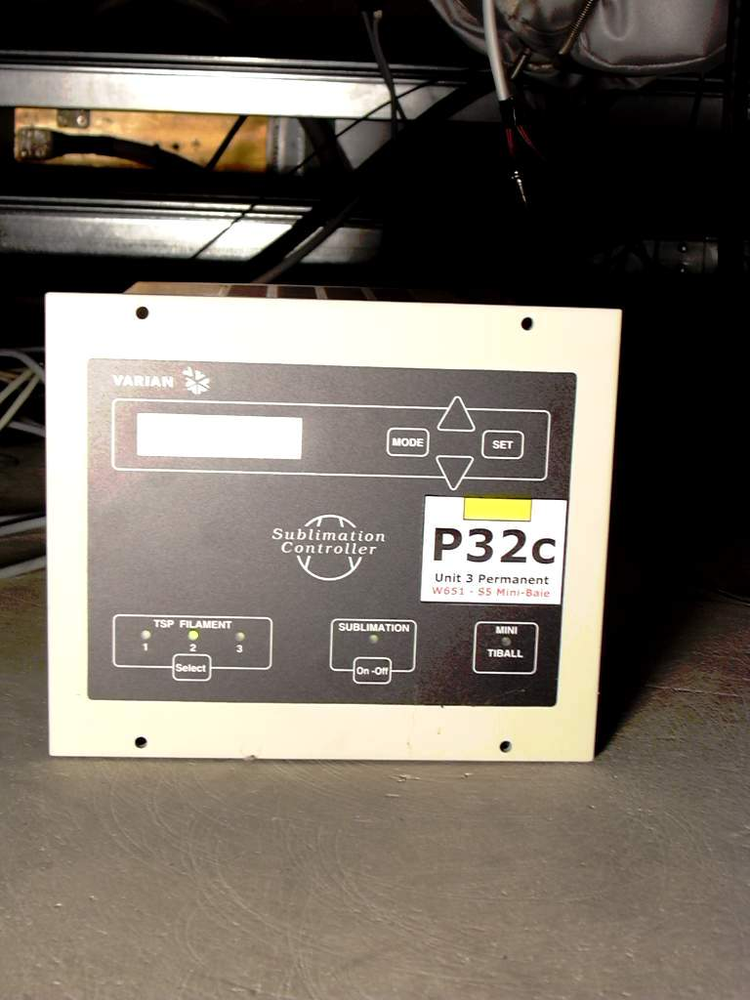 VARIAN
MODE
SET
Sublimation
Controller
P32c
Unit 3 Permanent
W651 - S5 Mini-Baie
TSP FILAMENT
1 2 3
Select
SUBLIMATION
On -Off
MINI
TIBALL